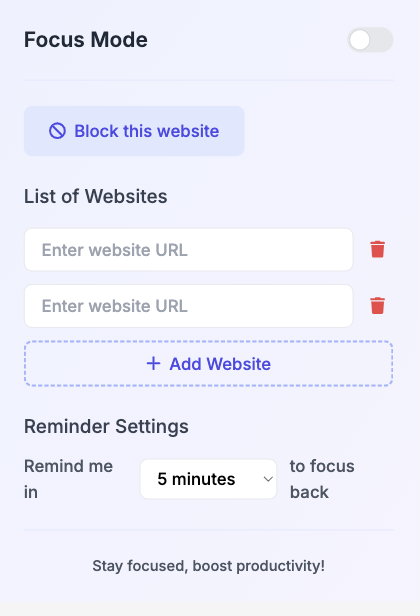 Focus Mode
Block this website
List of Websites
Enter website URL
Enter website URL
Add Website
Reminder Settings
Remind me in
5 minutes
to focus back
Stay focused, boost productivity!